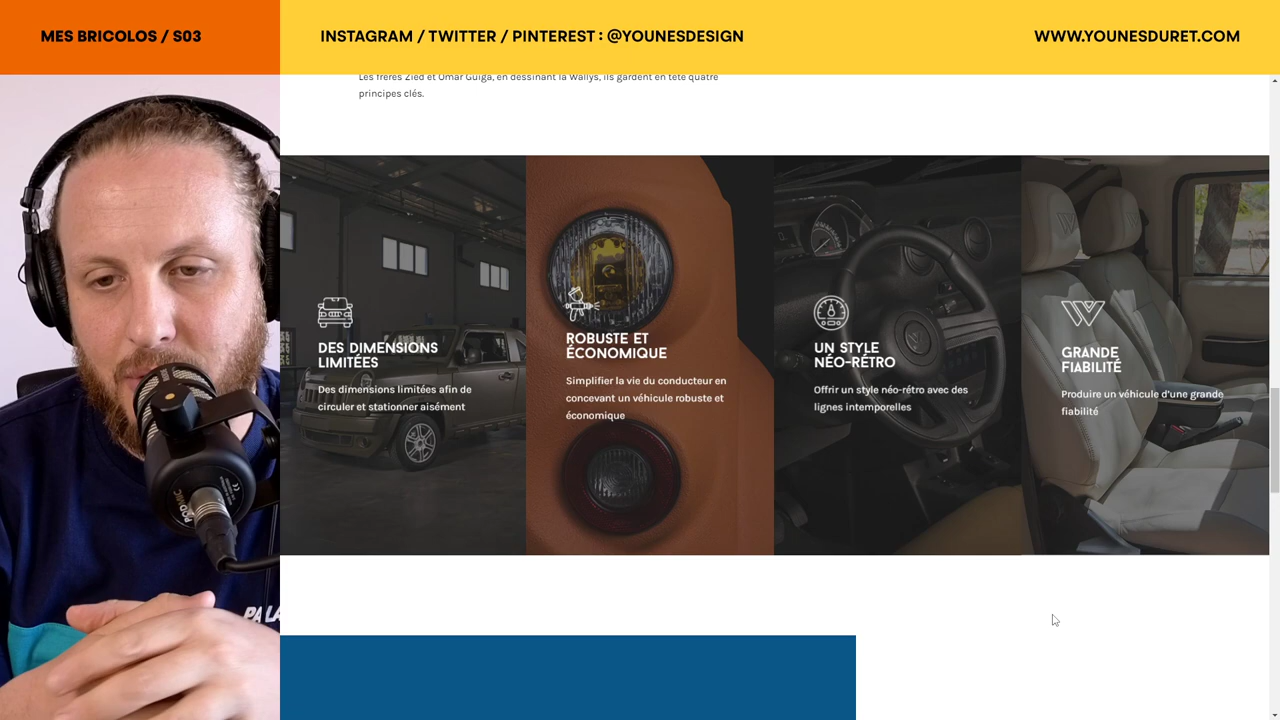 MES BRICOLOS / S03
INSTAGRAM / TWITTER / PINTEREST : @YOUNESDESIGN
WWW.YOUNESDURET.COM
Les frères Zied et Omar Guiga, en dessinant la Wallys, ils gardent en tête quatre
principes clés.
DES DIMENSIONS
LIMITÉES
Des dimensions limitées afin de
circuler et stationner aisément
ROBUSTE ET
ÉCONOMIQUE
Simplifier la vie du conducteur en
concevant un véhicule robuste et
économique
UN STYLE
NÉO-RÉTRO
Offrir un style néo-rétro avec des
lignes intemporelles
GRANDE
FIABILITÉ
Produire un véhicule d'une grande
fiabilité
PODMIC
PA LA